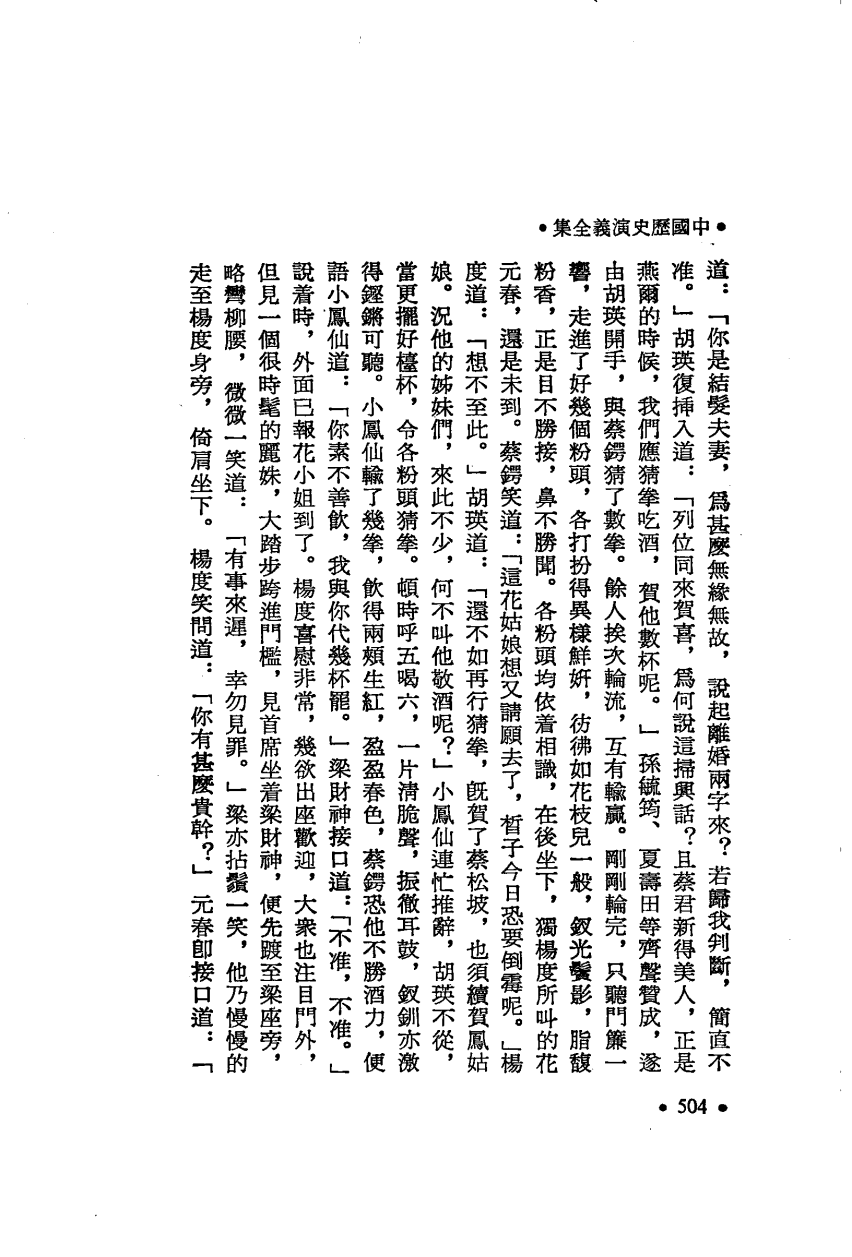 •中國歷史演義全集•
道：「你是結髮夫妻，爲甚麼無緣無故，說起離婚兩字來？若歸我判斷，簡直不
准。」胡瑛復挿入道：「列位同來賀喜，爲何說這掃興話？且蔡君新得美人，正是
燕爾的時候，我們應猜拳吃酒，賀他數杯呢。」孫毓筠、夏壽田等齊聲贊成，遂
由胡瑛開手，與蔡鍔猜了數拳。餘人挨次輪流，互有輸贏。剛剛輪完，只聽門簾一
響，走進了好幾個粉頭，各打扮得異樣鮮妍，彷彿如花枝兒一般，釵光鬢影，脂馥
粉香，正是目不勝接，鼻不勝聞。各粉頭均依着相識，在後坐下，獨楊度所叫的花
元春，還是未到。蔡鍔笑道：「這花姑娘想又請願去了，晳子今日恐要倒霉呢。」楊
度道：「想不至此。」胡瑛道：「還不如再行猜拳，旣賀了蔡松坡，也須續賀鳳姑
娘。況他的姊妹們，來此不少，何不叫他敬酒呢？」小鳳仙連忙推辭，胡瑛不從，
當更擺好檯杯，令各粉頭猜拳。頓時呼五喝六，一片清脆聲，振徹耳鼓，釵釧亦激
得鏗鏘可聽。小鳳仙輸了幾拳，飲得兩頰生紅，盈盈春色，蔡鍔恐他不勝酒力，便
語小鳳仙道：「你素不善飲，我與你代幾杯罷。」梁財神接口道：「不准，不准。」
說着時，外面已報花小姐到了。楊度喜慰非常，幾欲出座歡迎，大衆也注目門外，
但見一個很時髦的麗姝，大踏步跨進門檻，見首席坐着梁財神，便先踱至梁座旁，
略彎柳腰，微微一笑道：「有事來遲，幸勿見罪。」梁亦拈鬚一笑，他乃慢慢的
走至楊度身旁，倚肩坐下。楊度笑問道：「你有甚麼貴幹？」元春卽接口道：「
•504•